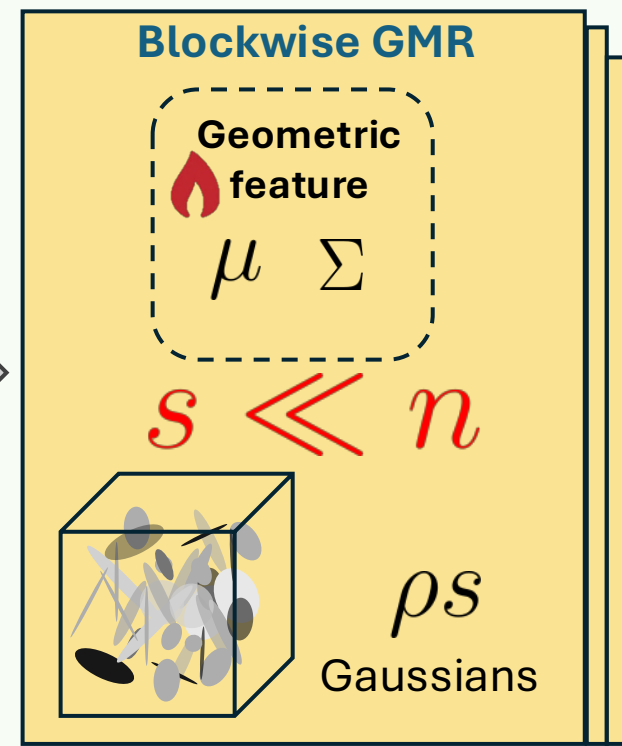 Blockwise GMR
Geometric
feature
μ Σ
s ≪ n
ρs
Gaussians